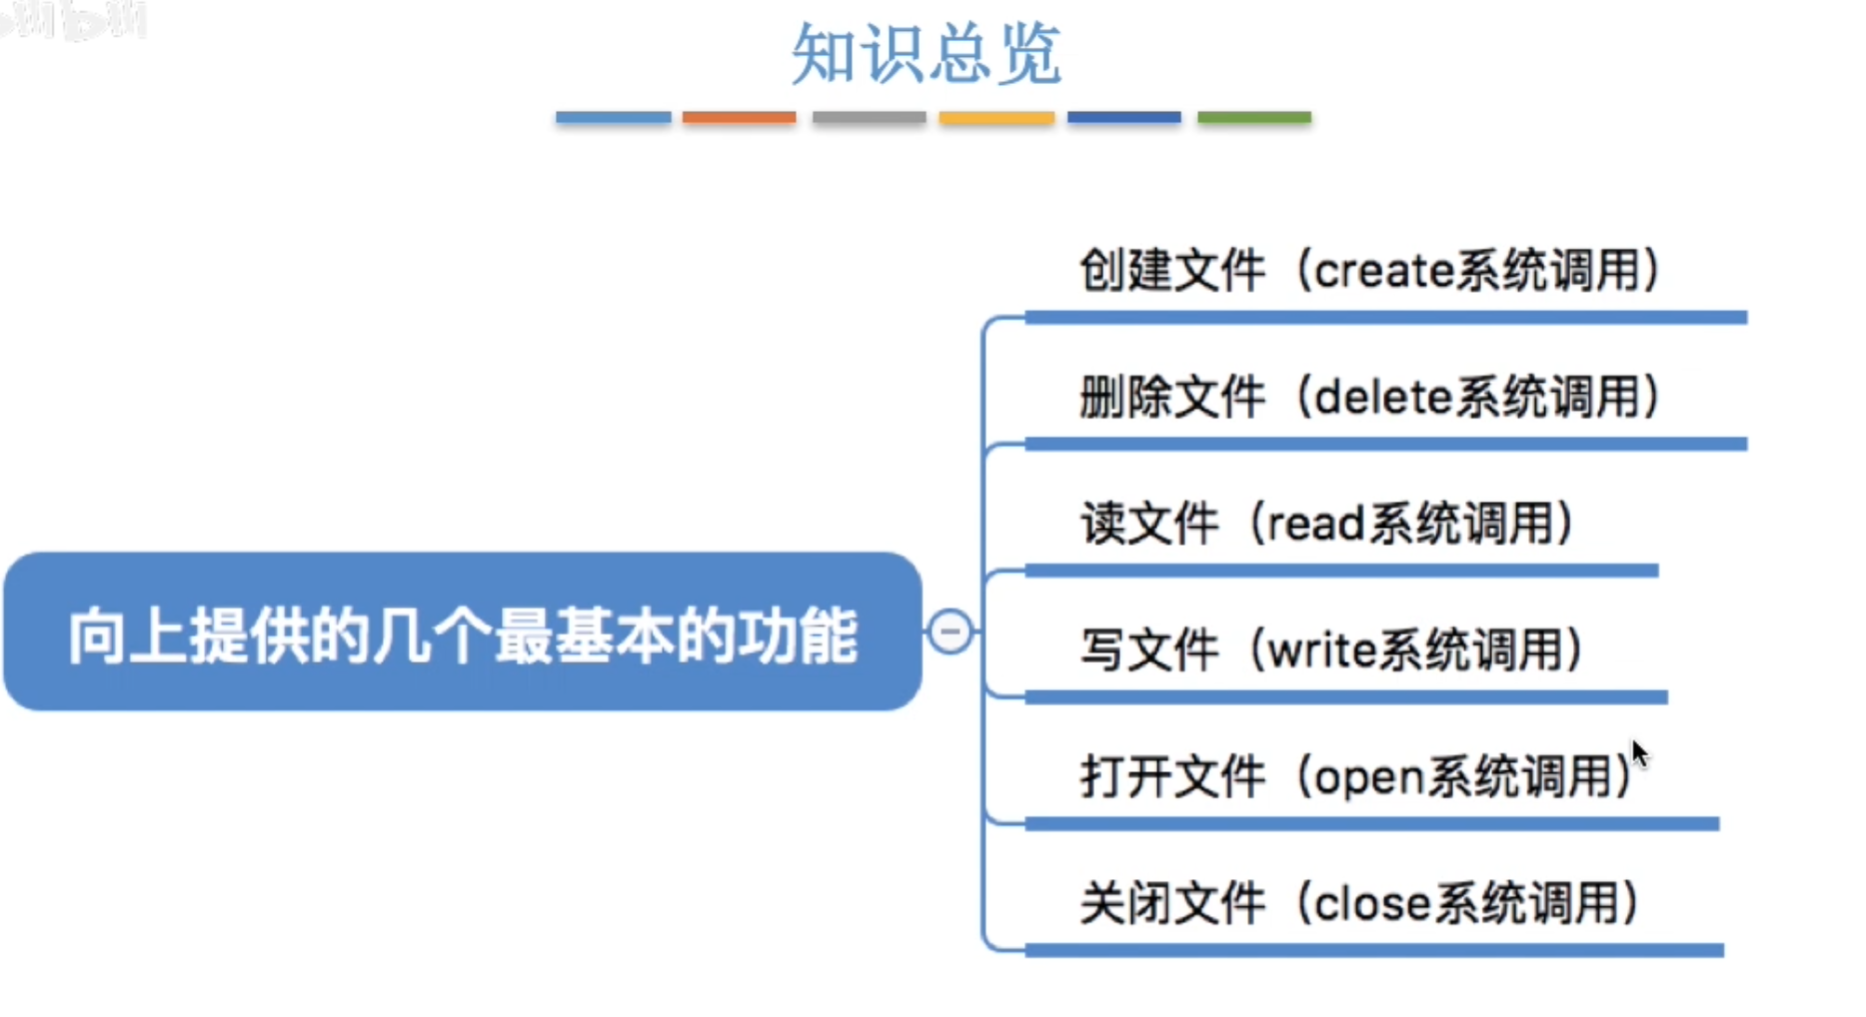 知识总览
创建文件（create系统调用）
删除文件（delete系统调用）
读文件（read系统调用）
向上提供的几个最基本的功能
写文件（write系统调用）
打开文件（open系统调用）
关闭文件（close系统调用）